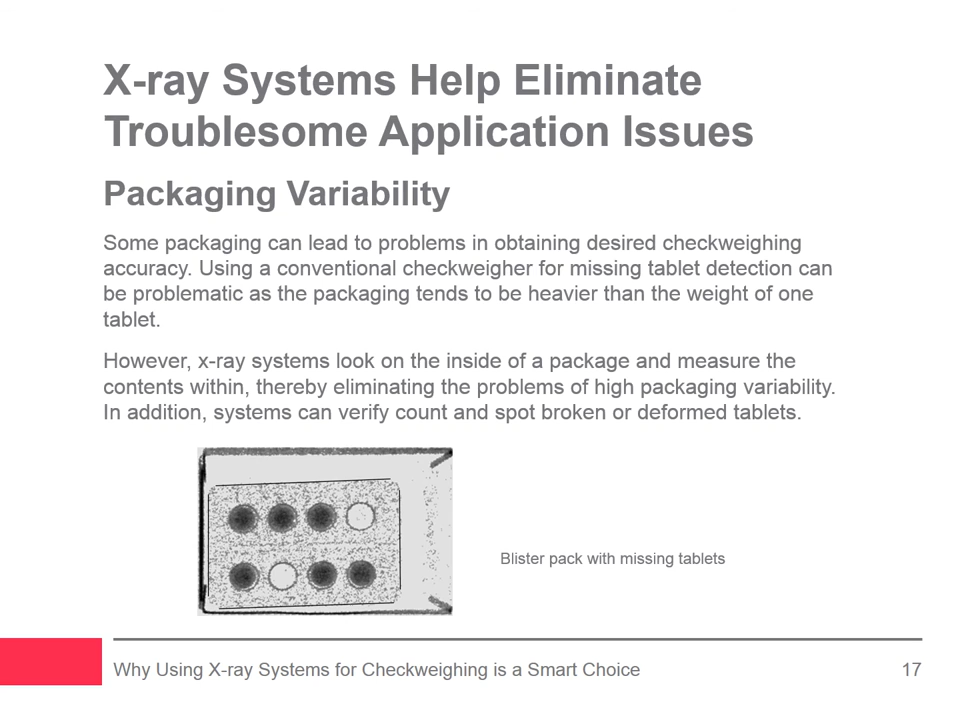 X-ray Systems Help Eliminate
Troublesome Application Issues
Packaging Variability
Some packaging can lead to problems in obtaining desired checkweighing
accuracy. Using a conventional checkweigher for missing tablet detection can
be problematic as the packaging tends to be heavier than the weight of one
tablet.
However, x-ray systems look on the inside of a package and measure the
contents within, thereby eliminating the problems of high packaging variability.
In addition, systems can verify count and spot broken or deformed tablets.
Blister pack with missing tablets
Why Using X-ray Systems for Checkweighing is a Smart Choice
17